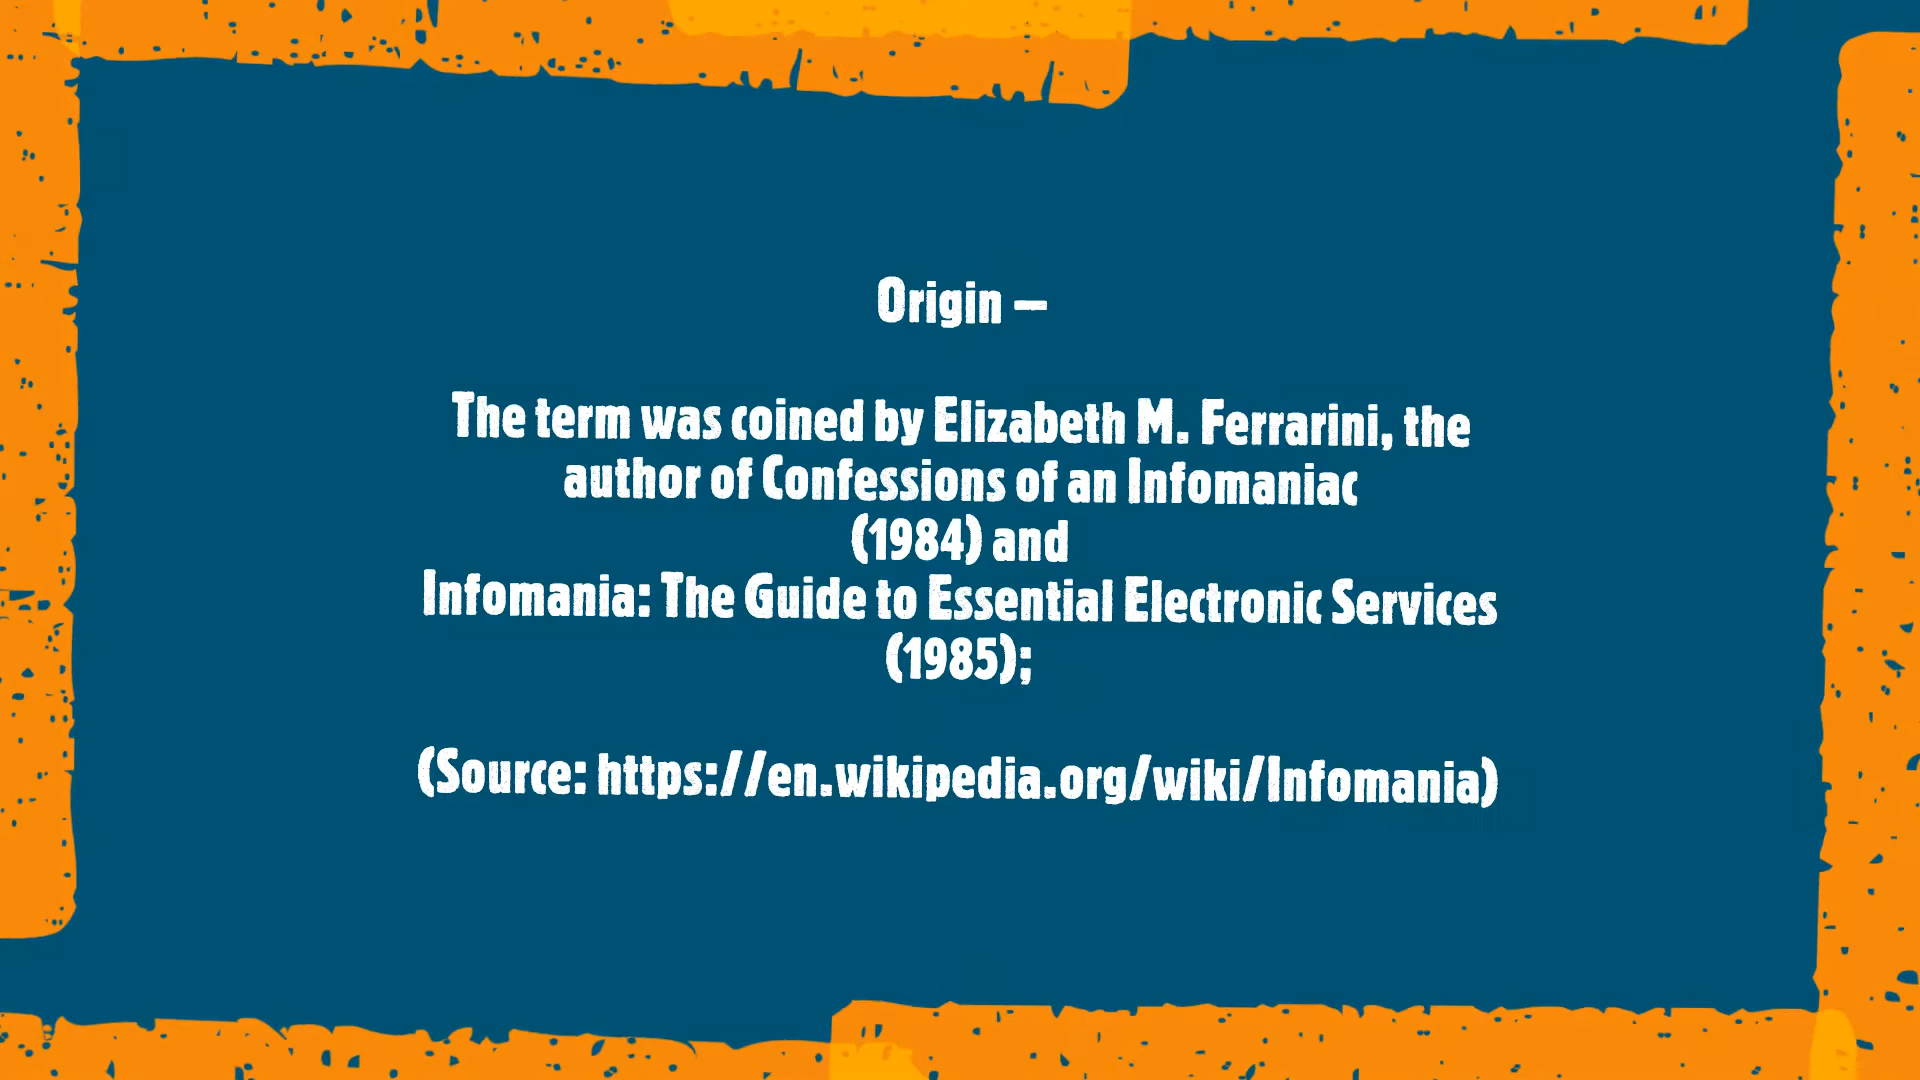 Origin –
The term was coined by Elizabeth M. Ferrarini, the
author of Confessions of an Infomaniac
(1984) and
Infomania: The Guide to Essential Electronic Services
(1985);
(Source: https://en.wikipedia.org/wiki/Infomania)